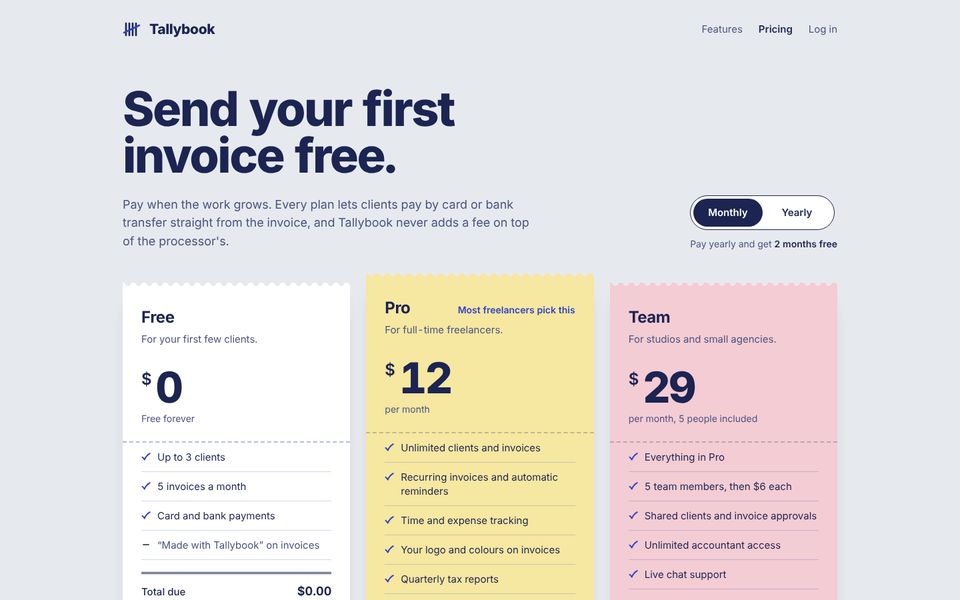 Tallybook
Features
Pricing
Log in
Send your first
invoice free.
Pay when the work grows. Every plan lets clients pay by card or bank
transfer straight from the invoice, and Tallybook never adds a fee on top
of the processor's.
Monthly
Yearly
Pay yearly and get 2 months free
Free
For your first few clients.
$0
Free forever
Up to 3 clients
5 invoices a month
Card and bank payments
“Made with Tallybook” on invoices
Total due $0.00
Pro
Most freelancers pick this
For full-time freelancers.
$12
per month
Unlimited clients and invoices
Recurring invoices and automatic
reminders
Time and expense tracking
Your logo and colours on invoices
Quarterly tax reports
Team
For studios and small agencies.
$29
per month, 5 people included
Everything in Pro
5 team members, then $6 each
Shared clients and invoice approvals
Unlimited accountant access
Live chat support